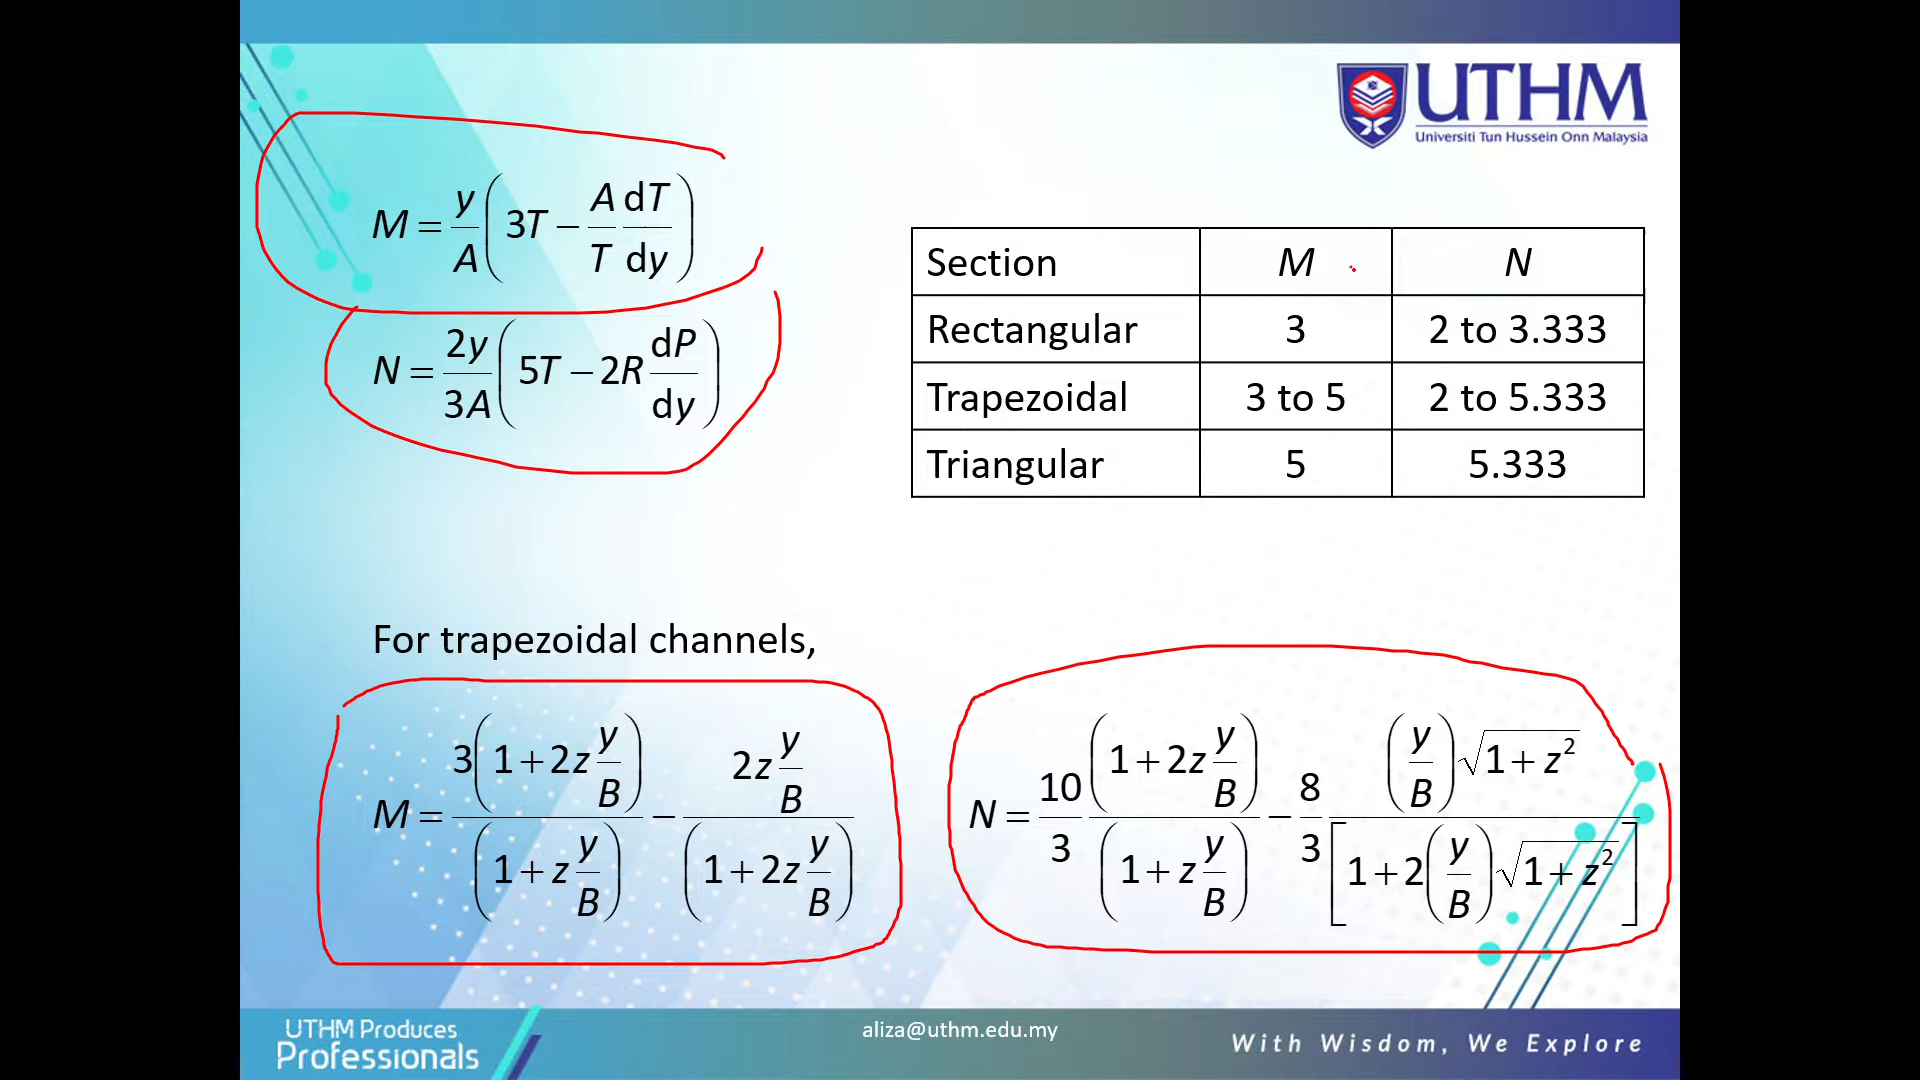 UTHM
Universiti Tun Hussein Onn Malaysia
M = y/A (3T − A/T dT/dy)
N = 2y/3A (5T − 2R dP/dy)
Section M N
Rectangular 3 2 to 3.333
Trapezoidal 3 to 5 2 to 5.333
Triangular 5 5.333
For trapezoidal channels,
M = 3(1+2z y/B) / (1+z y/B) − 2z y/B / (1+2z y/B)
N = 10/3 (1+2z y/B) / (1+z y/B) − 8/3 (y/B)√(1+z²) / [1+2(y/B)√(1+z²)]
UTHM Produces
Professionals
aliza@uthm.edu.my
With Wisdom, We Explore